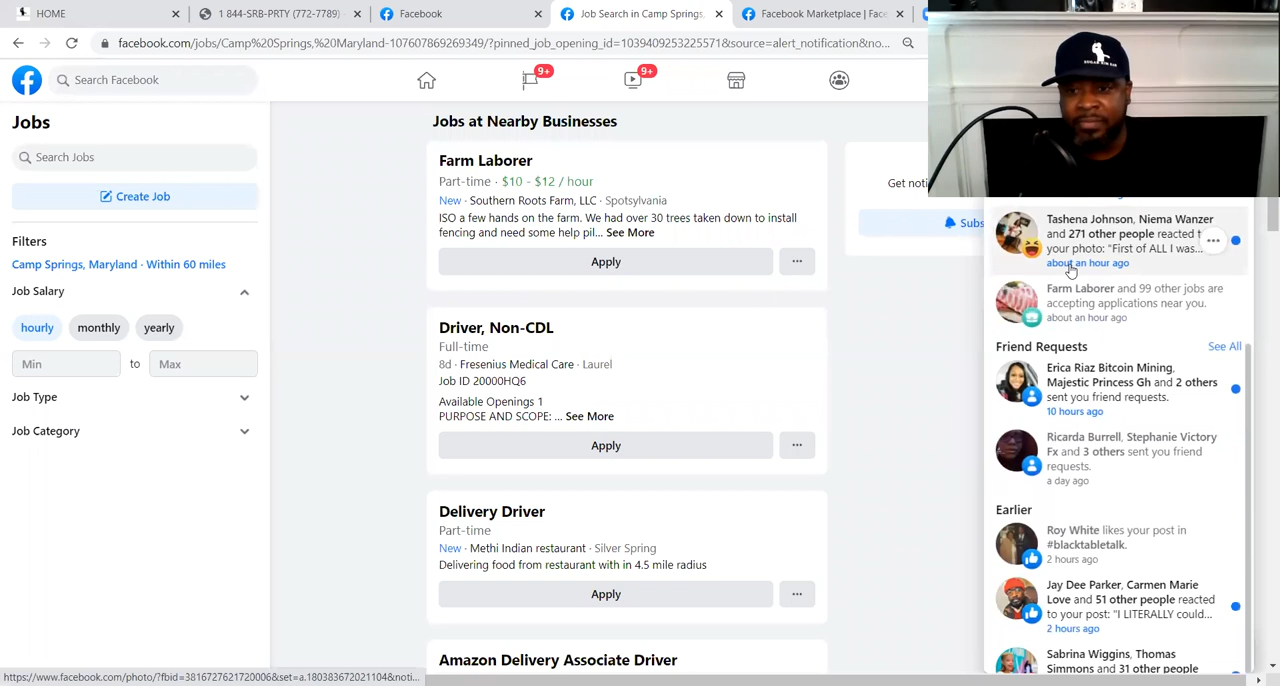 HOME
1 844-SRB-PRTY (772-7789)
Facebook
Job Search in Camp Springs,
Facebook Marketplace | Face
facebook.com/jobs/Camp%20Springs,%20Maryland-107607869269349/?pinned_job_opening_id=1039409253225571&source=alert_notification&no...
Search Facebook
9+
9+
Jobs
Search Jobs
Create Job
Filters
Camp Springs, Maryland · Within 60 miles
Job Salary
hourly
monthly
yearly
Min
to
Max
Job Type
Job Category
Jobs at Nearby Businesses
Farm Laborer
Part-time · $10 - $12 / hour
New · Southern Roots Farm, LLC · Spotsylvania
ISO a few hands on the farm. We had over 30 trees taken down to install
fencing and need some help pil... See More
Apply
Driver, Non-CDL
Full-time
8d · Fresenius Medical Care · Laurel
Job ID 20000HQ6
Available Openings 1
PURPOSE AND SCOPE: ... See More
Apply
Delivery Driver
Part-time
New · Methi Indian restaurant · Silver Spring
Delivering food from restaurant with in 4.5 mile radius
Apply
Amazon Delivery Associate Driver
Get noti
Subs
Tashena Johnson, Niema Wanzer
and 271 other people reacted t
your photo: "First of ALL I was...
about an hour ago
Farm Laborer and 99 other jobs are
accepting applications near you.
about an hour ago
Friend Requests
See All
Erica Riaz Bitcoin Mining,
Majestic Princess Gh and 2 others
sent you friend requests.
10 hours ago
Ricarda Burrell, Stephanie Victory
Fx and 3 others sent you friend
requests.
a day ago
Earlier
Roy White likes your post in
#blacktabletalk.
2 hours ago
Jay Dee Parker, Carmen Marie
Love and 51 other people reacted
to your post: "I LITERALLY could...
2 hours ago
Sabrina Wiggins, Thomas
Simmons and 31 other people
https://www.facebook.com/photo/?fbid=3816727621720006&set=a.180383672021104&noti...